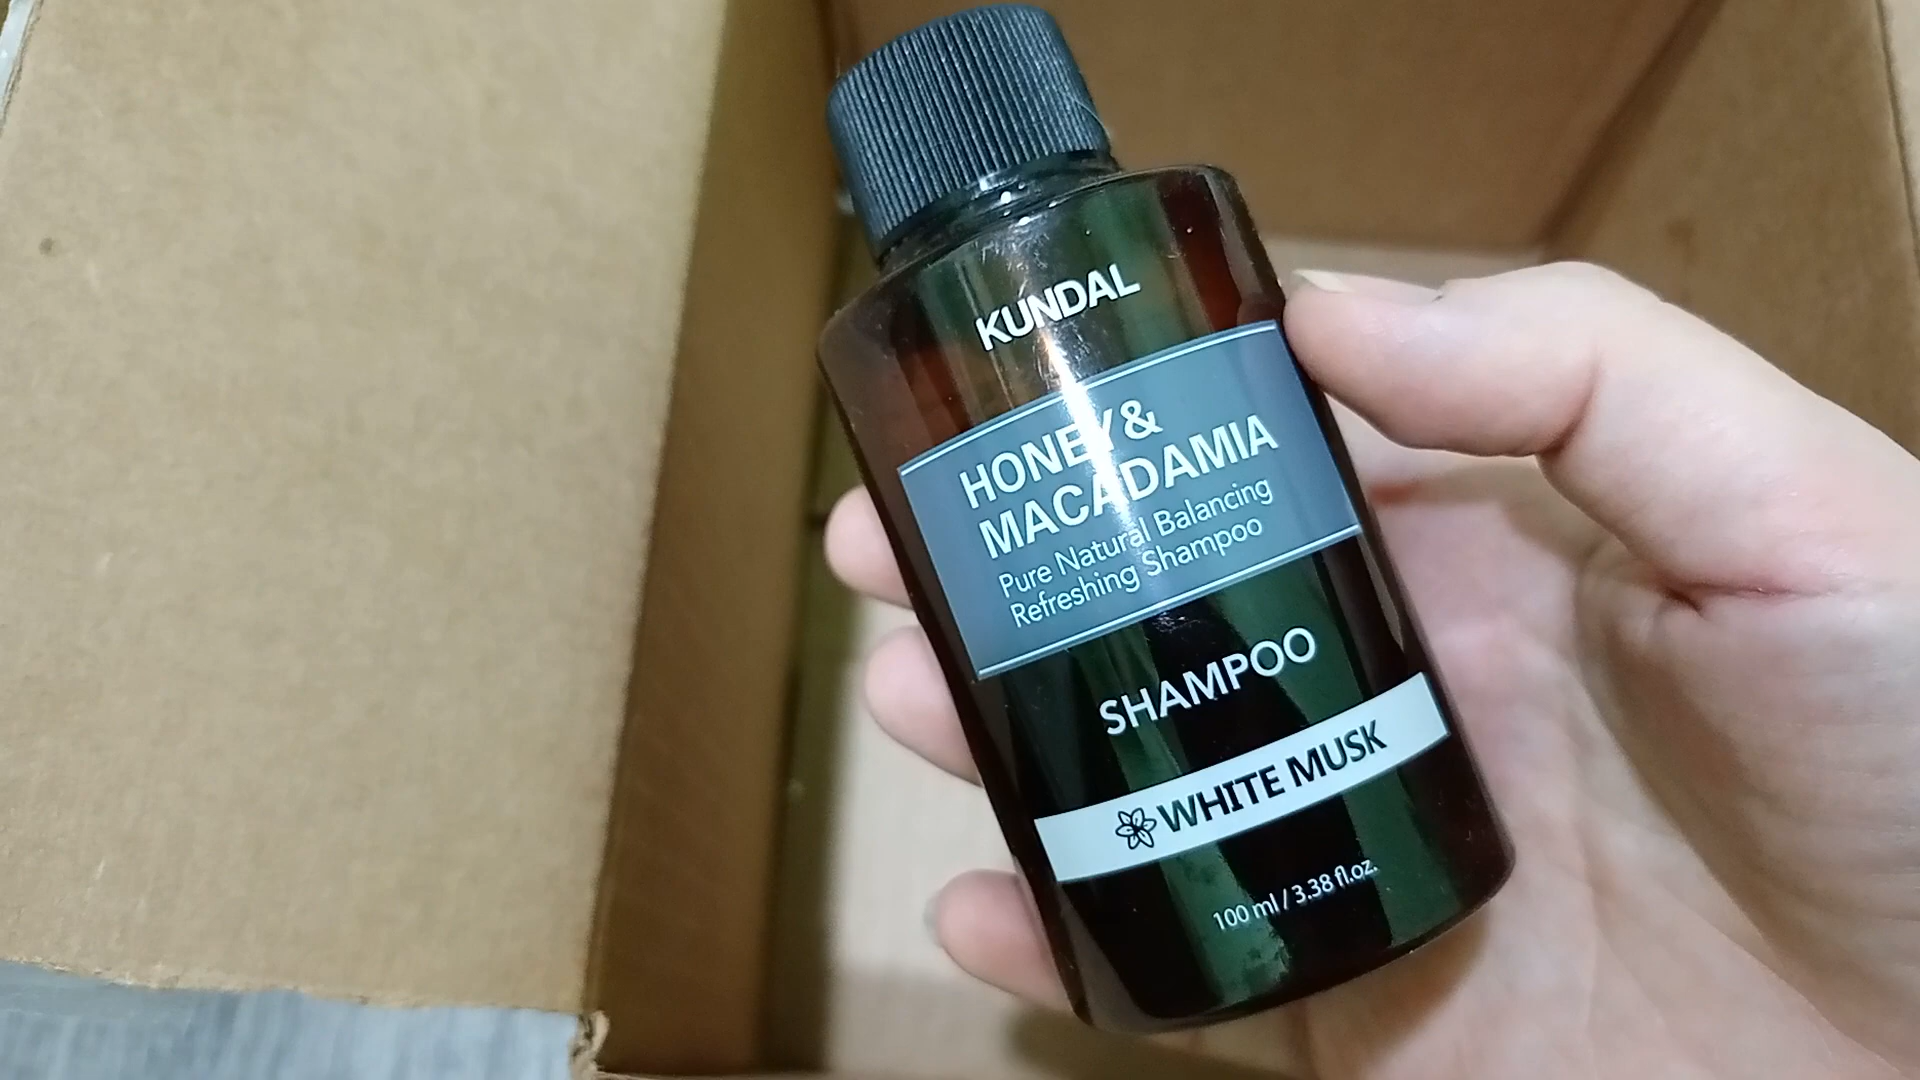 KUNDAL
HONEY &
MACADAMIA
Pure Natural Balancing
Refreshing Shampoo
SHAMPOO
WHITE MUSK
100 ml / 3.38 fl.oz.